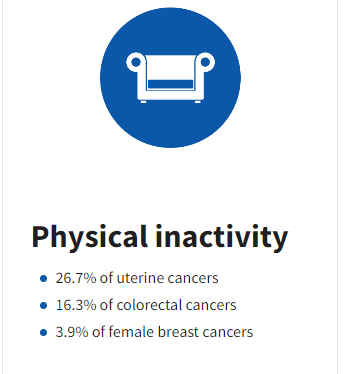 Physical inactivity
26.7% of uterine cancers
16.3% of colorectal cancers
3.9% of female breast cancers